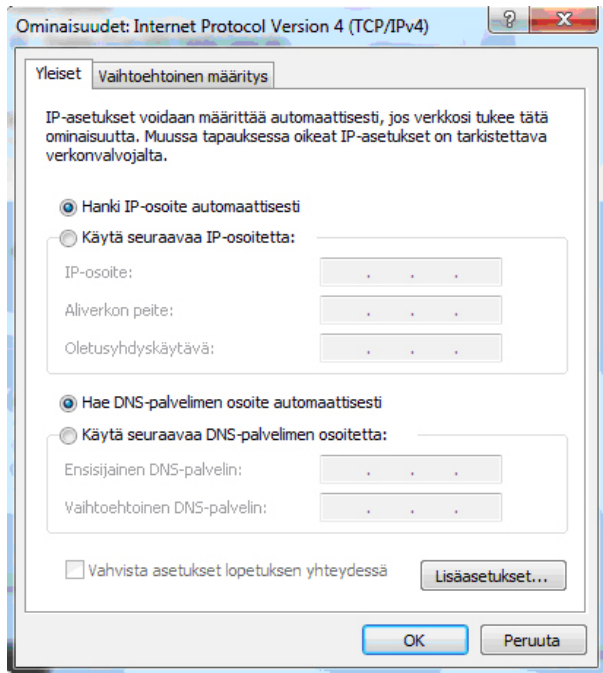 Ominaisuudet: Internet Protocol Version 4 (TCP/IPv4)
Yleiset
Vaihtoehtoinen määritys
IP-asetukset voidaan määrittää automaattisesti, jos verkkosi tukee tätä
ominaisuutta. Muussa tapauksessa oikeat IP-asetukset on tarkistettava
verkonvalvojalta.
Hanki IP-osoite automaattisesti
Käytä seuraavaa IP-osoitetta:
IP-osoite:
Aliverkon peite:
Oletusyhdyskäytävä:
Hae DNS-palvelimen osoite automaattisesti
Käytä seuraavaa DNS-palvelimen osoitetta:
Ensisijainen DNS-palvelin:
Vaihtoehtoinen DNS-palvelin:
Vahvista asetukset lopetuksen yhteydessä
Lisäasetukset...
OK
Peruuta